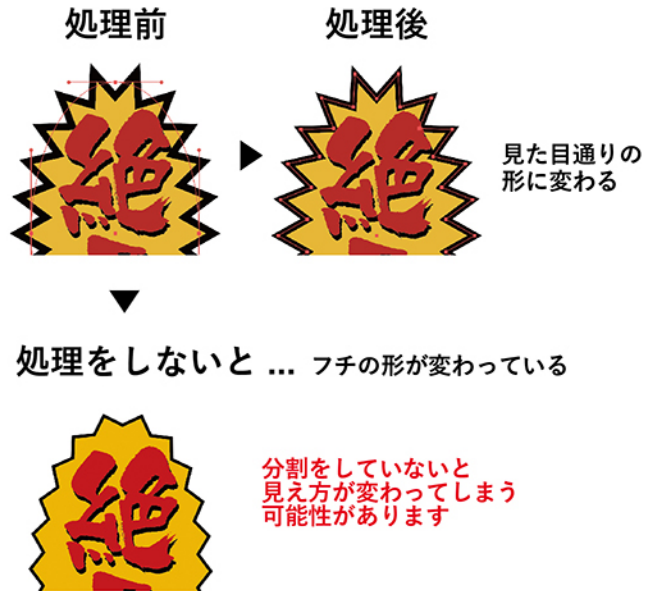 処理前
処理後
絶
絶
見た目通りの
形に変わる
処理をしないと ...
フチの形が変わっている
絶
分割をしていないと
見え方が変わってしまう
可能性があります